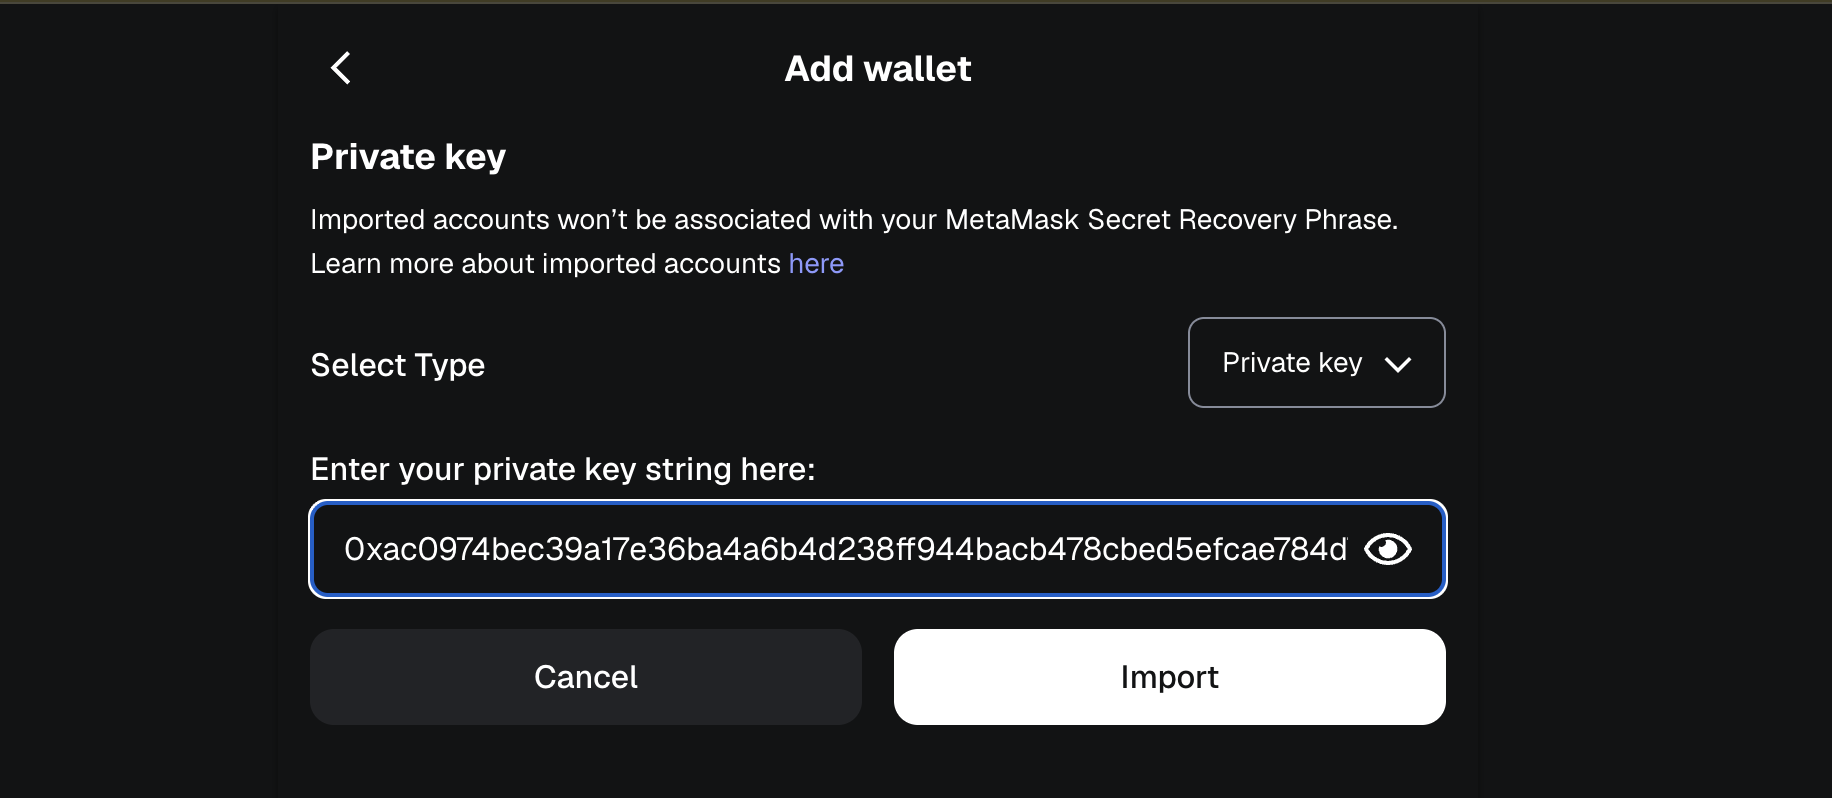 Add wallet
Private key
Imported accounts won’t be associated with your MetaMask Secret Recovery Phrase.
Learn more about imported accounts here
Select Type
Private key
Enter your private key string here:
0xac0974bec39a17e36ba4a6b4d238ff944bacb478cbed5efcae784d
Cancel
Import